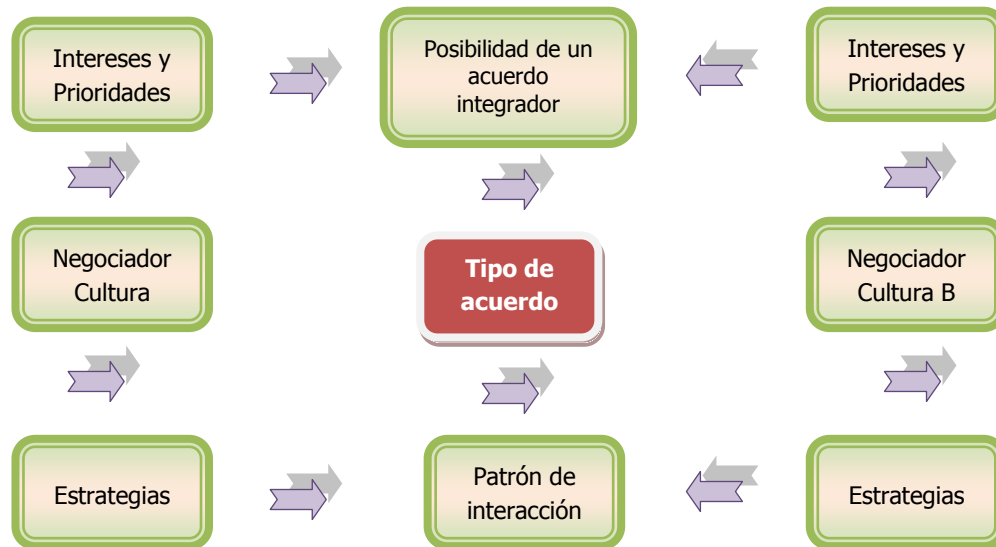 Intereses y
Prioridades
Posibilidad de un
acuerdo
integrador
Intereses y
Prioridades
Negociador
Cultura
Tipo de
acuerdo
Negociador
Cultura B
Estrategias
Patrón de
interacción
Estrategias